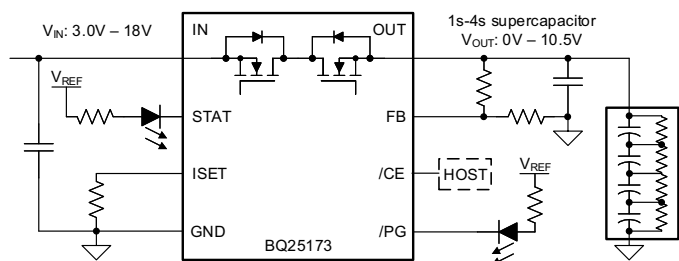 IN
OUT
1s-4s supercapacitor
VIN: 3.0V – 18V
VOUT: 0V – 10.5V
VREF
STAT
FB
ISET
/CE
HOST
VREF
GND
/PG
BQ25173